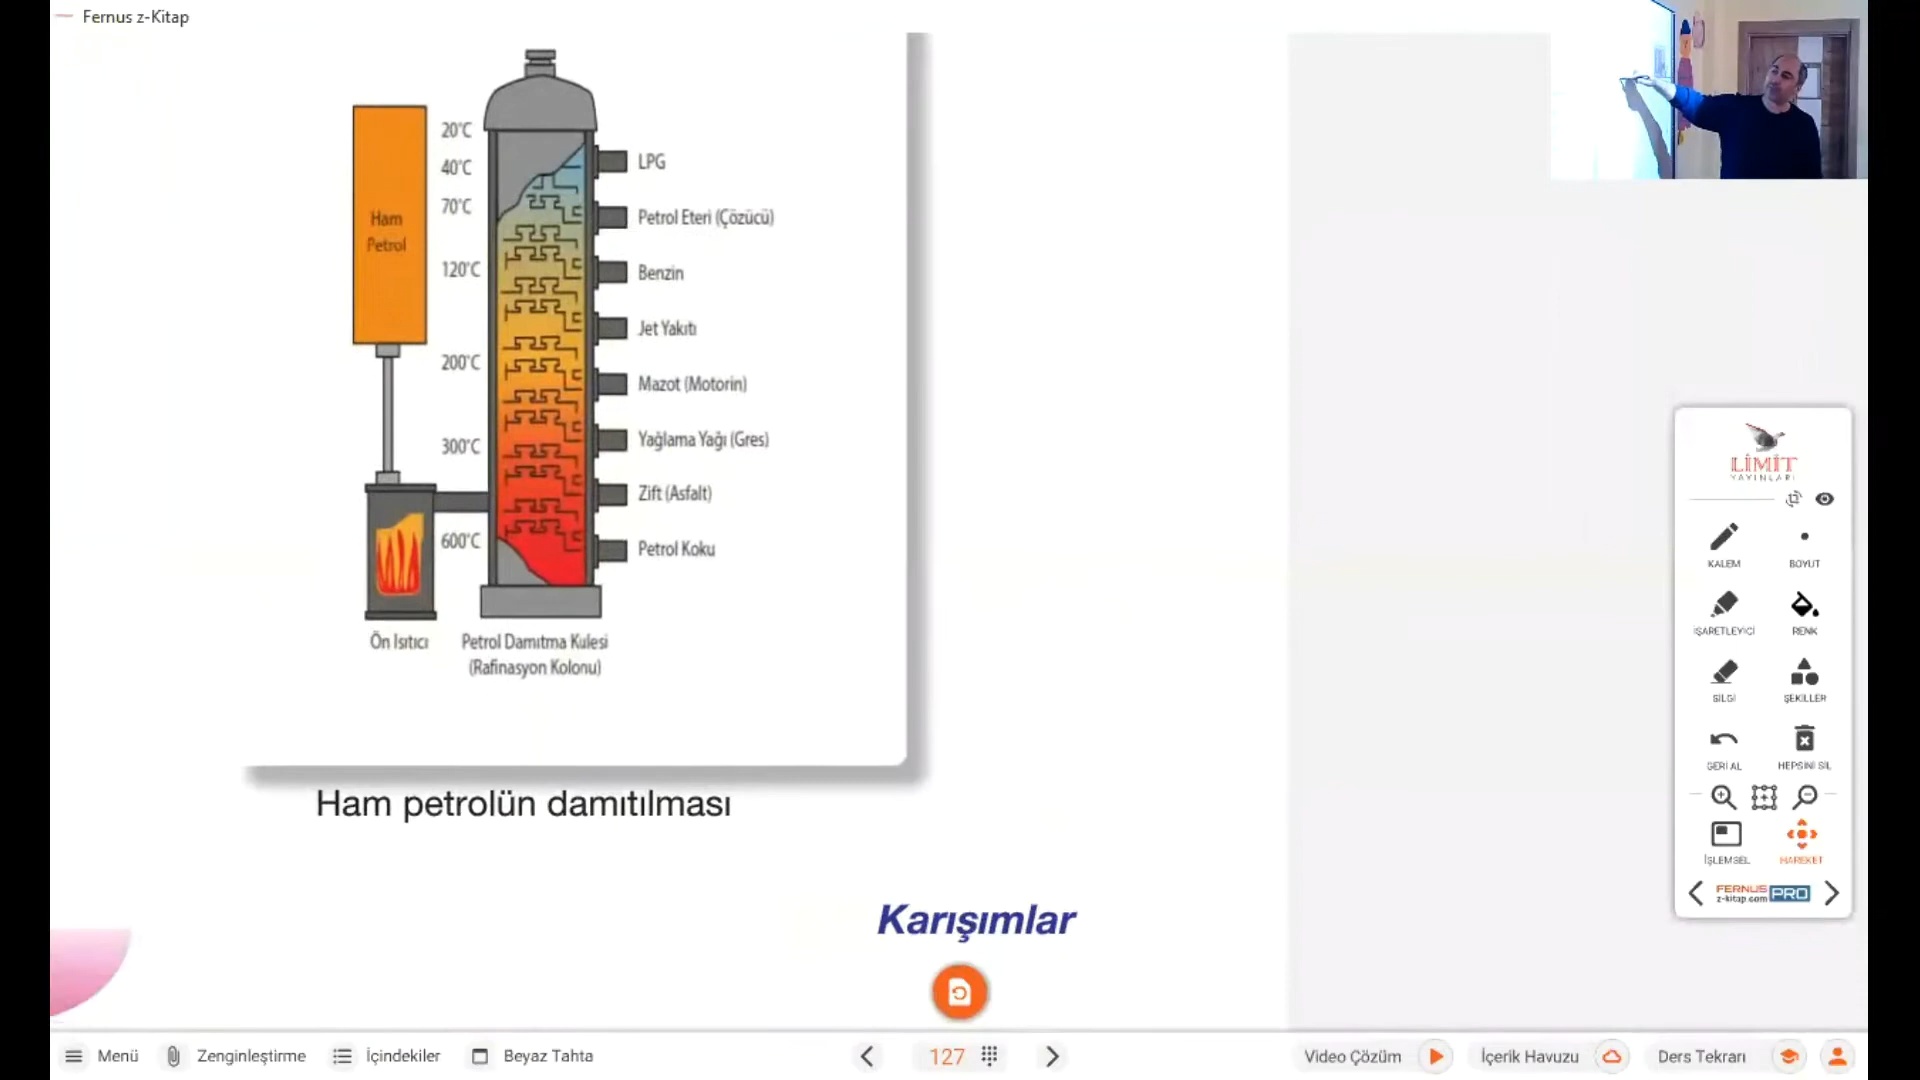 Fernus z-Kitap
20°C
40°C
70°C
120°C
200°C
300°C
600°C
Ham
Petrol
LPG
Petrol Eteri (Çözücü)
Benzin
Jet Yakıtı
Mazot (Motorin)
Yağlama Yağı (Gres)
Zift (Asfalt)
Petrol Koku
Ön Isıtıcı
Petrol Damıtma Kulesi
(Rafinasyon Kolonu)
Ham petrolün damıtılması
Karışımlar
LİMİT
YAYINLARI
KALEM
BOYUT
İŞARETLEYİCİ
RENK
SİLGİ
ŞEKİLLER
GERİ AL
HEPSİNİ SİL
İŞLEMSEL
HAREKET
FERNUS PRO
z-kitap.com
Menü
Zenginleştirme
İçindekiler
Beyaz Tahta
127
Video Çözüm
İçerik Havuzu
Ders Tekrarı